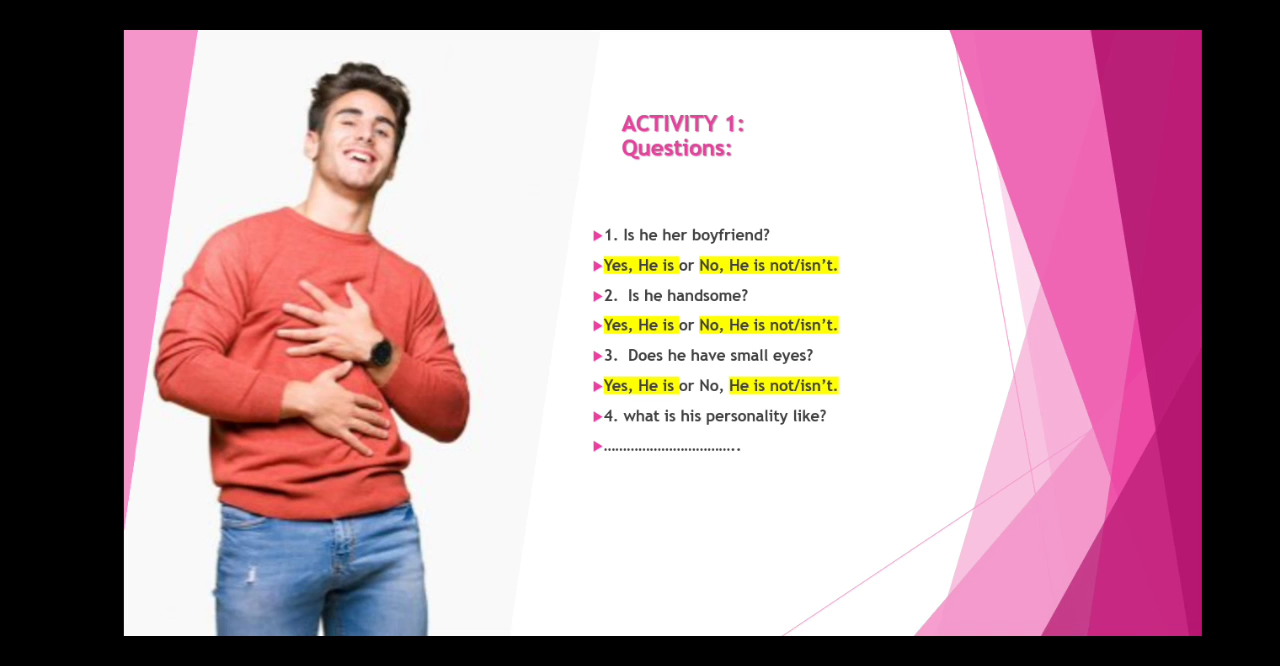 ACTIVITY 1:
Questions:
1. Is he her boyfriend?
Yes, He is or No, He is not/isn’t.
2. Is he handsome?
Yes, He is or No, He is not/isn’t.
3. Does he have small eyes?
Yes, He is or No, He is not/isn’t.
4. what is his personality like?
……………………………..